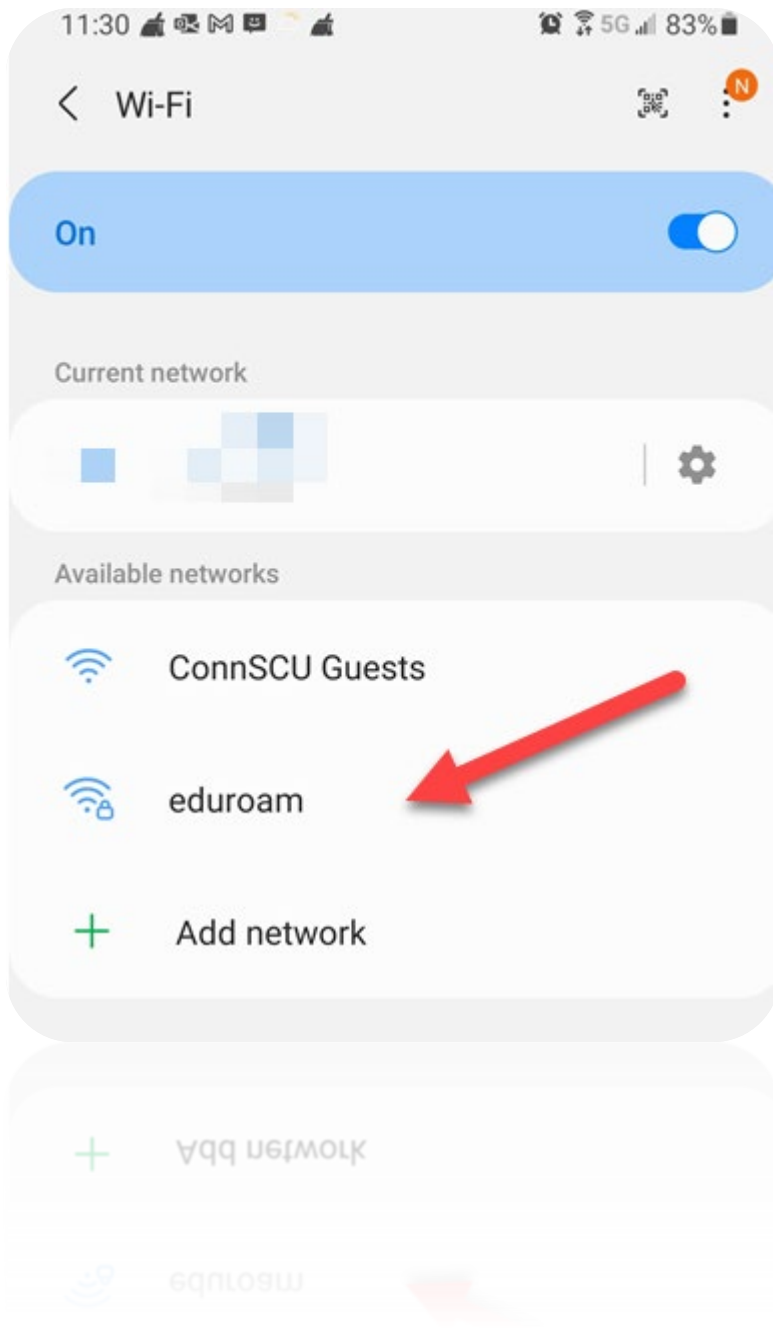 11:30 5G 83%
Wi-Fi
N
On
Current network
Available networks
ConnSCU Guests
eduroam
Add network
Add network
eduroam